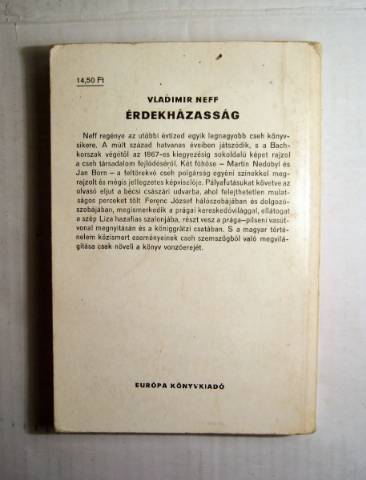 14,50 Ft
VLADIMIR NEFF
ÉRDEKHÁZASSÁG
Neff regénye az utóbbi évtized egyik legnagyobb cseh könyv-
sikere. A múlt század hatvanas éveiben játszódik, s a Bach-
korszak végétől az 1867-es kiegyezésig sokoldalú képet rajzol
a cseh társadalom fejlődéséről. Két főhőse – Martin Nedobyl és
Jan Born – a feltörekvő cseh polgárság egyéni színekkel meg-
rajzolt és mégis jellegzetes képviselője. Pályafutásukat követve az
olvasó eljut a bécsi császári udvarba, ahol felejthetetlen mulat-
ságos perceket tölt Ferenc József hálószobájában és dolgozó-
szobájában, megismerkedik a prágai kereskedővilággal, ellátogat
a szép Líza hazafias szalonjába, részt vesz a prága–pilseni vasút-
vonal megnyitásán és a königgrätzi csatában. S a magyar törté-
nelem közismert eseményeinek cseh szemszögből való megvilá-
gítása csak növeli a könyv vonzóerejét.
EURÓPA KÖNYVKIADÓ